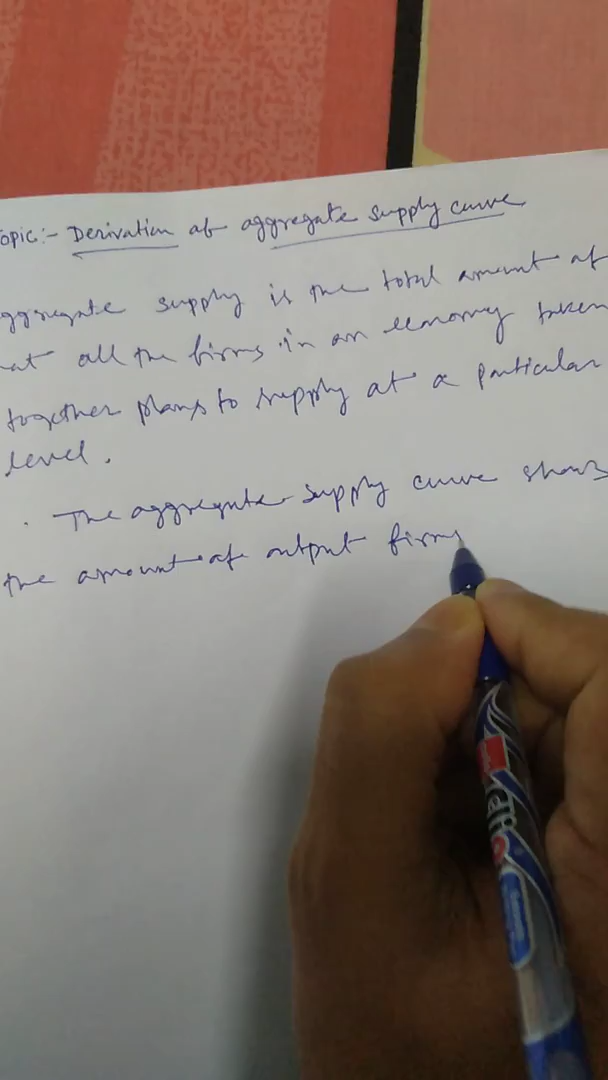 opic:- Derivation of aggregate supply curve
ggregate supply is the total amount of
at all the firms in an economy taken
together plans to supply at a particular
level.
. The aggregate supply curve shows
the amount of output firms